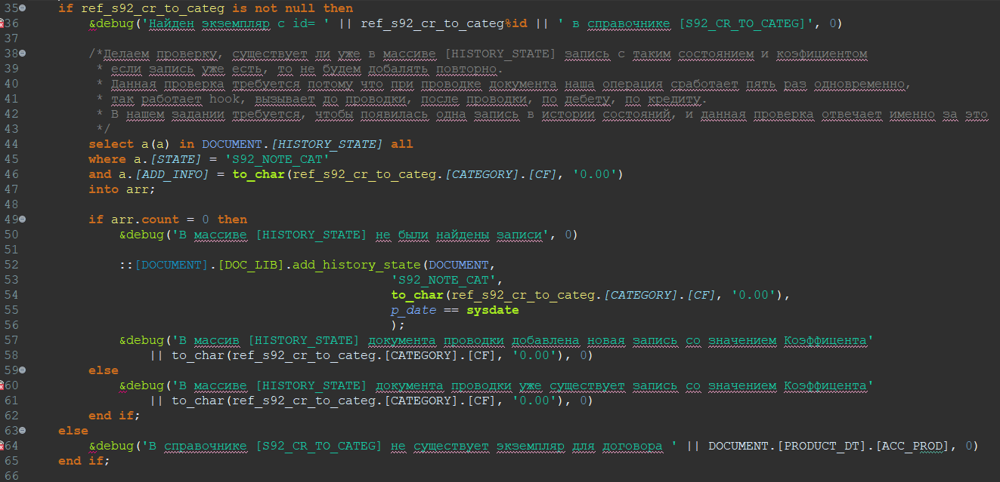 35 if ref_s92_cr_to_categ is not null then
36 &debug('Найден экземпляр с id= ' || ref_s92_cr_to_categ%id || ' в справочнике [S92_CR_TO_CATEG]', 0)
37
38 /*Делаем проверку, существует ли уже в массиве [HISTORY_STATE] запись с таким состоянием и коэфициентом
39 * если запись уже есть, то не будем добалять повторно.
40 * Данная проверка требуется потому что при проводке документа наша операция сработает пять раз одновременно,
41 * так работает hook, вызывает до проводки, после проводки, по дебету, по кредиту.
42 * В нашем задании требуется, чтобы появилась одна запись в истории состояний, и данная проверка отвечает именно за это
43 */
44 select a(a) in DOCUMENT.[HISTORY_STATE] all
45 where a.[STATE] = 'S92_NOTE_CAT'
46 and a.[ADD_INFO] = to_char(ref_s92_cr_to_categ.[CATEGORY].[CF], '0.00')
47 into arr;
48
49 if arr.count = 0 then
50 &debug('В массиве [HISTORY_STATE] не были найдены записи', 0)
51
52 ::[DOCUMENT].[DOC_LIB].add_history_state(DOCUMENT,
53 'S92_NOTE_CAT',
54 to_char(ref_s92_cr_to_categ.[CATEGORY].[CF], '0.00'),
55 p_date == sysdate
56 );
57 &debug('В массив [HISTORY_STATE] документа проводки добавлена новая запись со значением Коэффицента'
58 || to_char(ref_s92_cr_to_categ.[CATEGORY].[CF], '0.00'), 0)
59 else
60 &debug('В массиве [HISTORY_STATE] документа проводки уже существует запись со значением Коэффицента'
61 || to_char(ref_s92_cr_to_categ.[CATEGORY].[CF], '0.00'), 0)
62 end if;
63 else
64 &debug('В справочнике [S92_CR_TO_CATEG] не существует экземпляр для договора ' || DOCUMENT.[PRODUCT_DT].[ACC_PROD], 0)
65 end if;
66